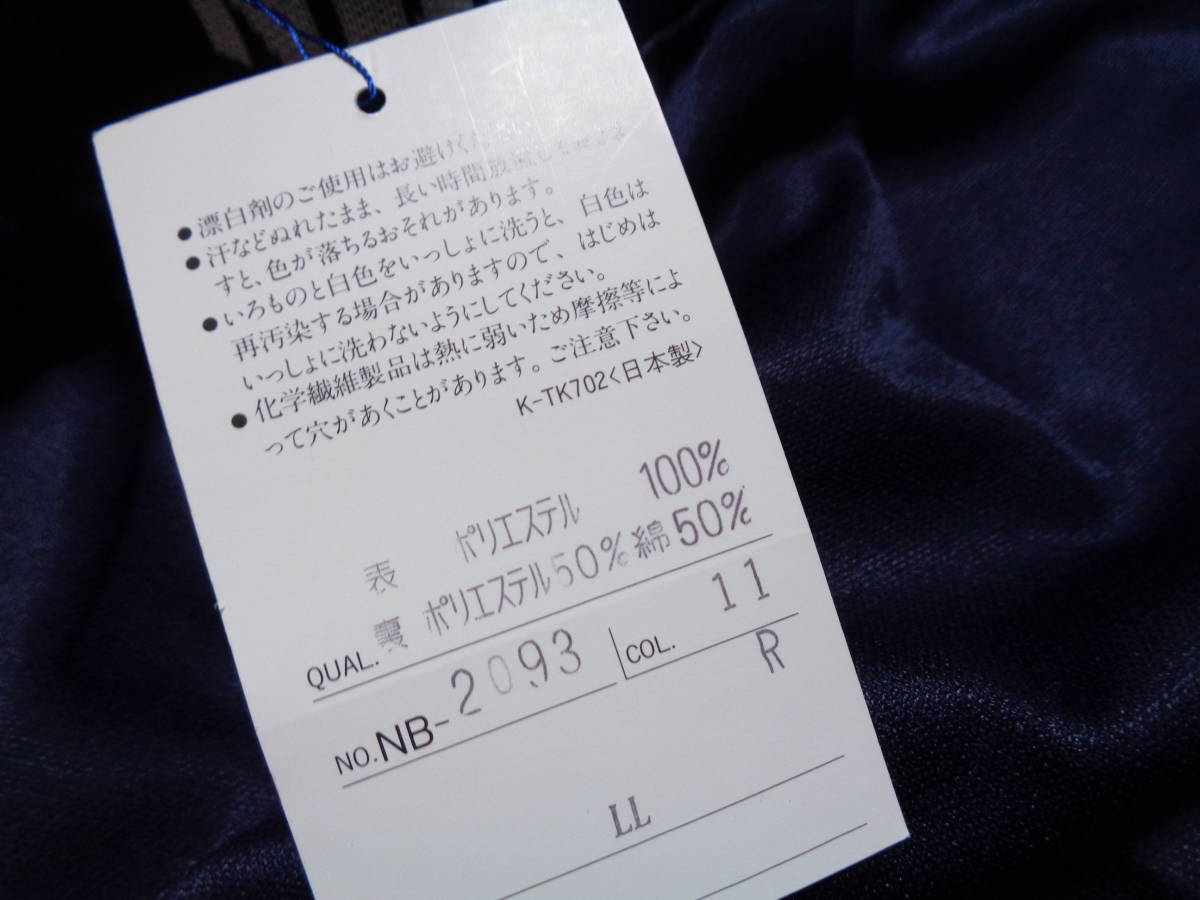 ●漂白剤のご使用はお避けくだ
●汗などぬれたまま、長い時間放置し
すと、色が落ちるおそれがあります。
●いろものと白色をいっしょに洗うと、白色は
再汚染する場合がありますので、はじめは
いっしょに洗わないようにしてください。
●化学繊維製品は熱に弱いため摩擦等によ
って穴があくことがあります。ご注意下さい。
K-TK702〈日本製〉
表 ポリエステル 100%
QUAL. 裏 ポリエステル50%綿50%
NO. NB-2093 COL. 11
R
LL